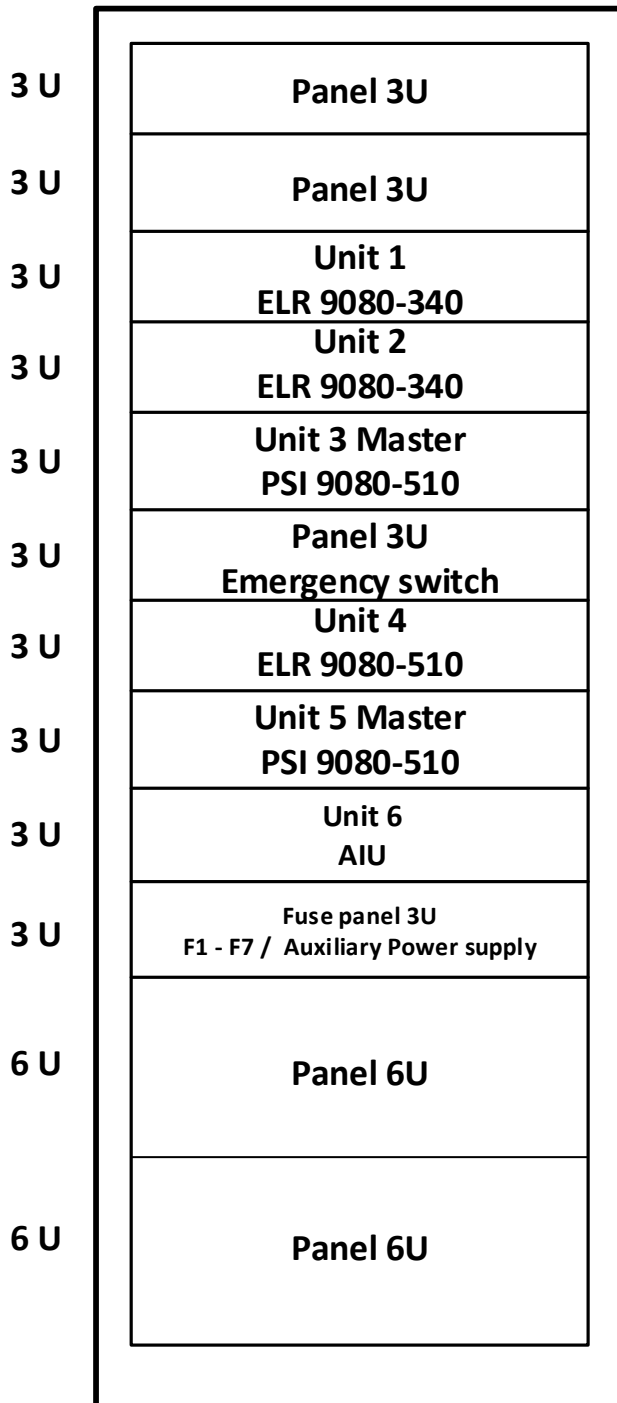 3 U
Panel 3U
3 U
Panel 3U
3 U
Unit 1
ELR 9080-340
3 U
Unit 2
ELR 9080-340
3 U
Unit 3 Master
PSI 9080-510
3 U
Panel 3U
Emergency switch
3 U
Unit 4
ELR 9080-510
3 U
Unit 5 Master
PSI 9080-510
3 U
Unit 6
AIU
3 U
Fuse panel 3U
F1 - F7 / Auxiliary Power supply
6 U
Panel 6U
6 U
Panel 6U